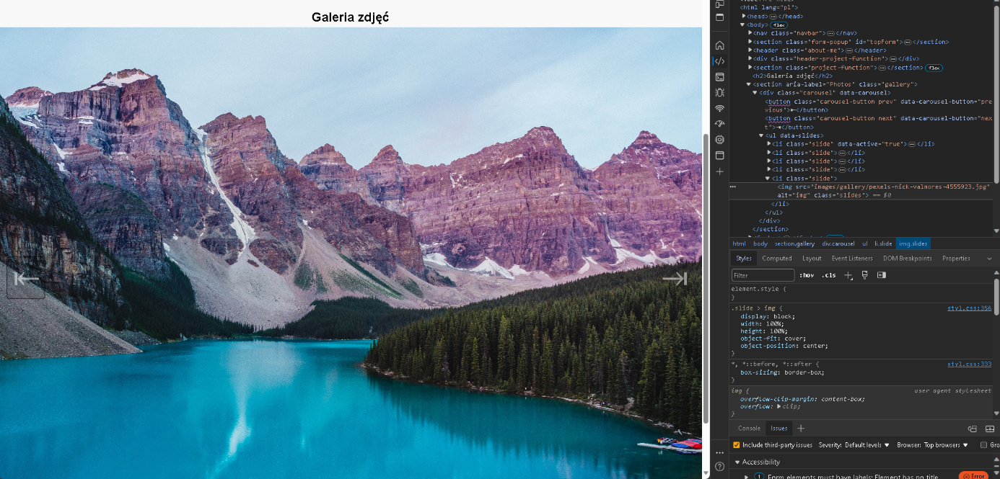 Galeria zdjęć
<html lang="pl">
<head> </head>
<body> flex
<nav class="navbar"> </nav>
<section class="form-popup" id="topForm"> </section>
<header class="about-me"> </header>
<div class="header-project-function"> </div>
<section class="project-function"> </section> flex
<h2>Galeria zdjęć</h2>
<section aria-label="Photos" class="gallery">
<div class="carousel" data-carousel>
<button class="carousel-button prev" data-carousel-button="pre
vious">⇤</button>
<button class="carousel-button next" data-carousel-button="nex
t">⇥</button>
<ul data-slides>
<li class="slide" data-active="true"> </li>
<li class="slide"> </li>
<li class="slide"> </li>
<li class="slide"> </li>
<li class="slide">
<img src="images/gallery/pexels-nick-valmores-4555923.jpg"
alt="img" class="slides"> == $0
</li>
</ul>
</div>
</section>
html body section.gallery div.carousel ul li.slide img.slides
Styles Computed Layout Event Listeners DOM Breakpoints Properties
Filter :hov .cls
element.style {
}
.slide > img { styl.css:356
display: block;
width: 100%;
height: 100%;
object-fit: cover;
object-position: center;
}
*, *::before, *::after { styl.css:333
box-sizing: border-box;
}
img { user agent stylesheet
overflow-clip-margin: content-box;
overflow: clip;
}
Console Issues
Include third-party issues Severity: Default levels Browser: Top browsers Gro
Accessibility
1 Form elements must have labels: Element has no title Error